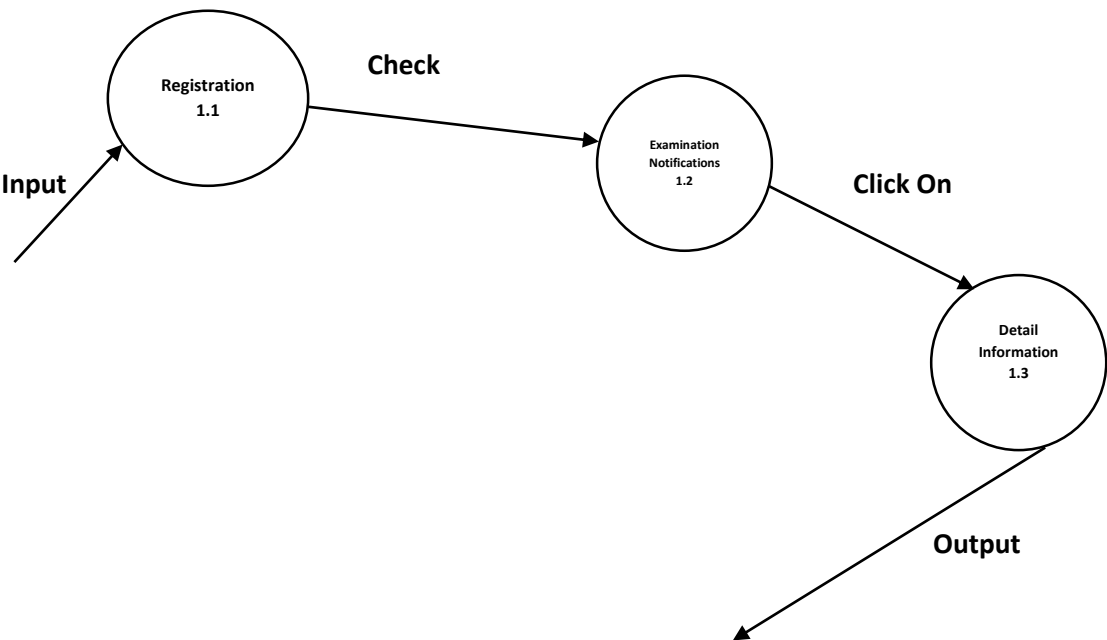 Registration
1.1
Check
Input
Examination
Notifications
1.2
Click On
Detail
Information
1.3
Output